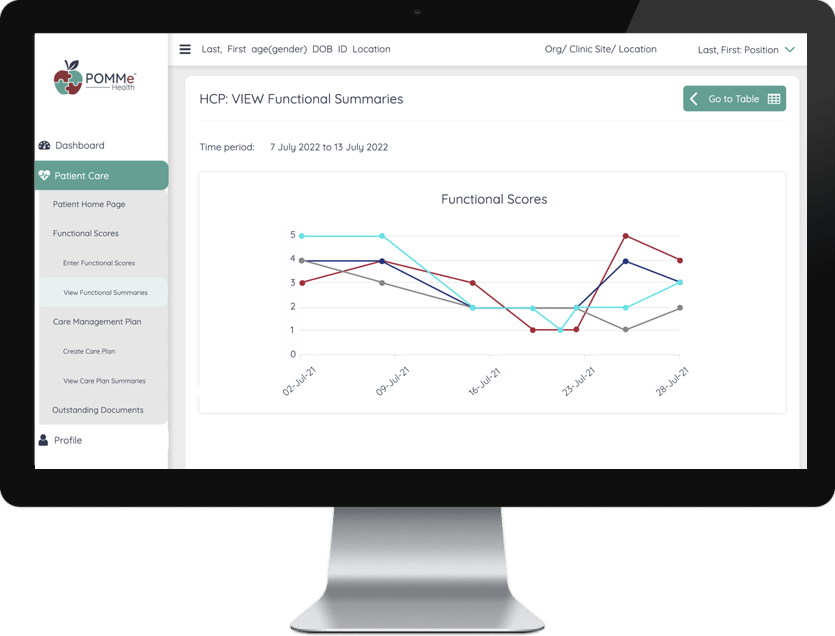 Last, First age(gender) DOB ID Location
Org/ Clinic Site/ Location
Last, First: Position
POMMe
Health
Dashboard
Patient Care
Patient Home Page
Functional Scores
Enter Functional Scores
View Functional Summaries
Care Management Plan
Create Care Plan
View Care Plan Summaries
Outstanding Documents
Profile
HCP: VIEW Functional Summaries
Go to Table
Time period: 7 July 2022 to 13 July 2022
Functional Scores
5
4
3
2
1
0
02-Jul-21
09-Jul-21
16-Jul-21
23-Jul-21
28-Jul-21